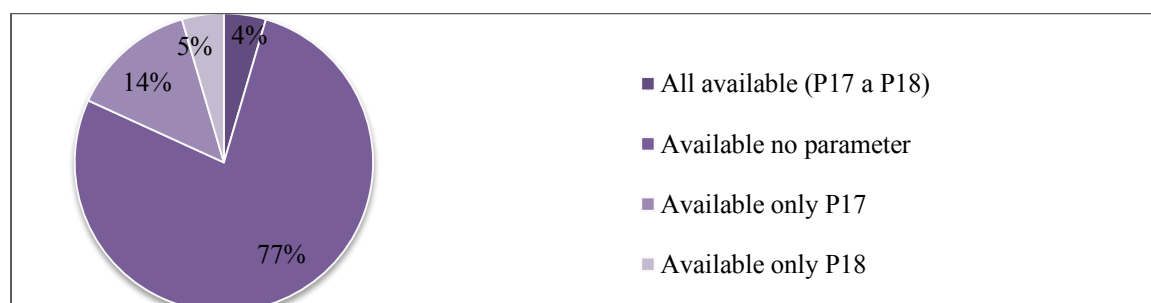 5%
4%
14%
77%
All available (P17 a P18)
Available no parameter
Available only P17
Available only P18